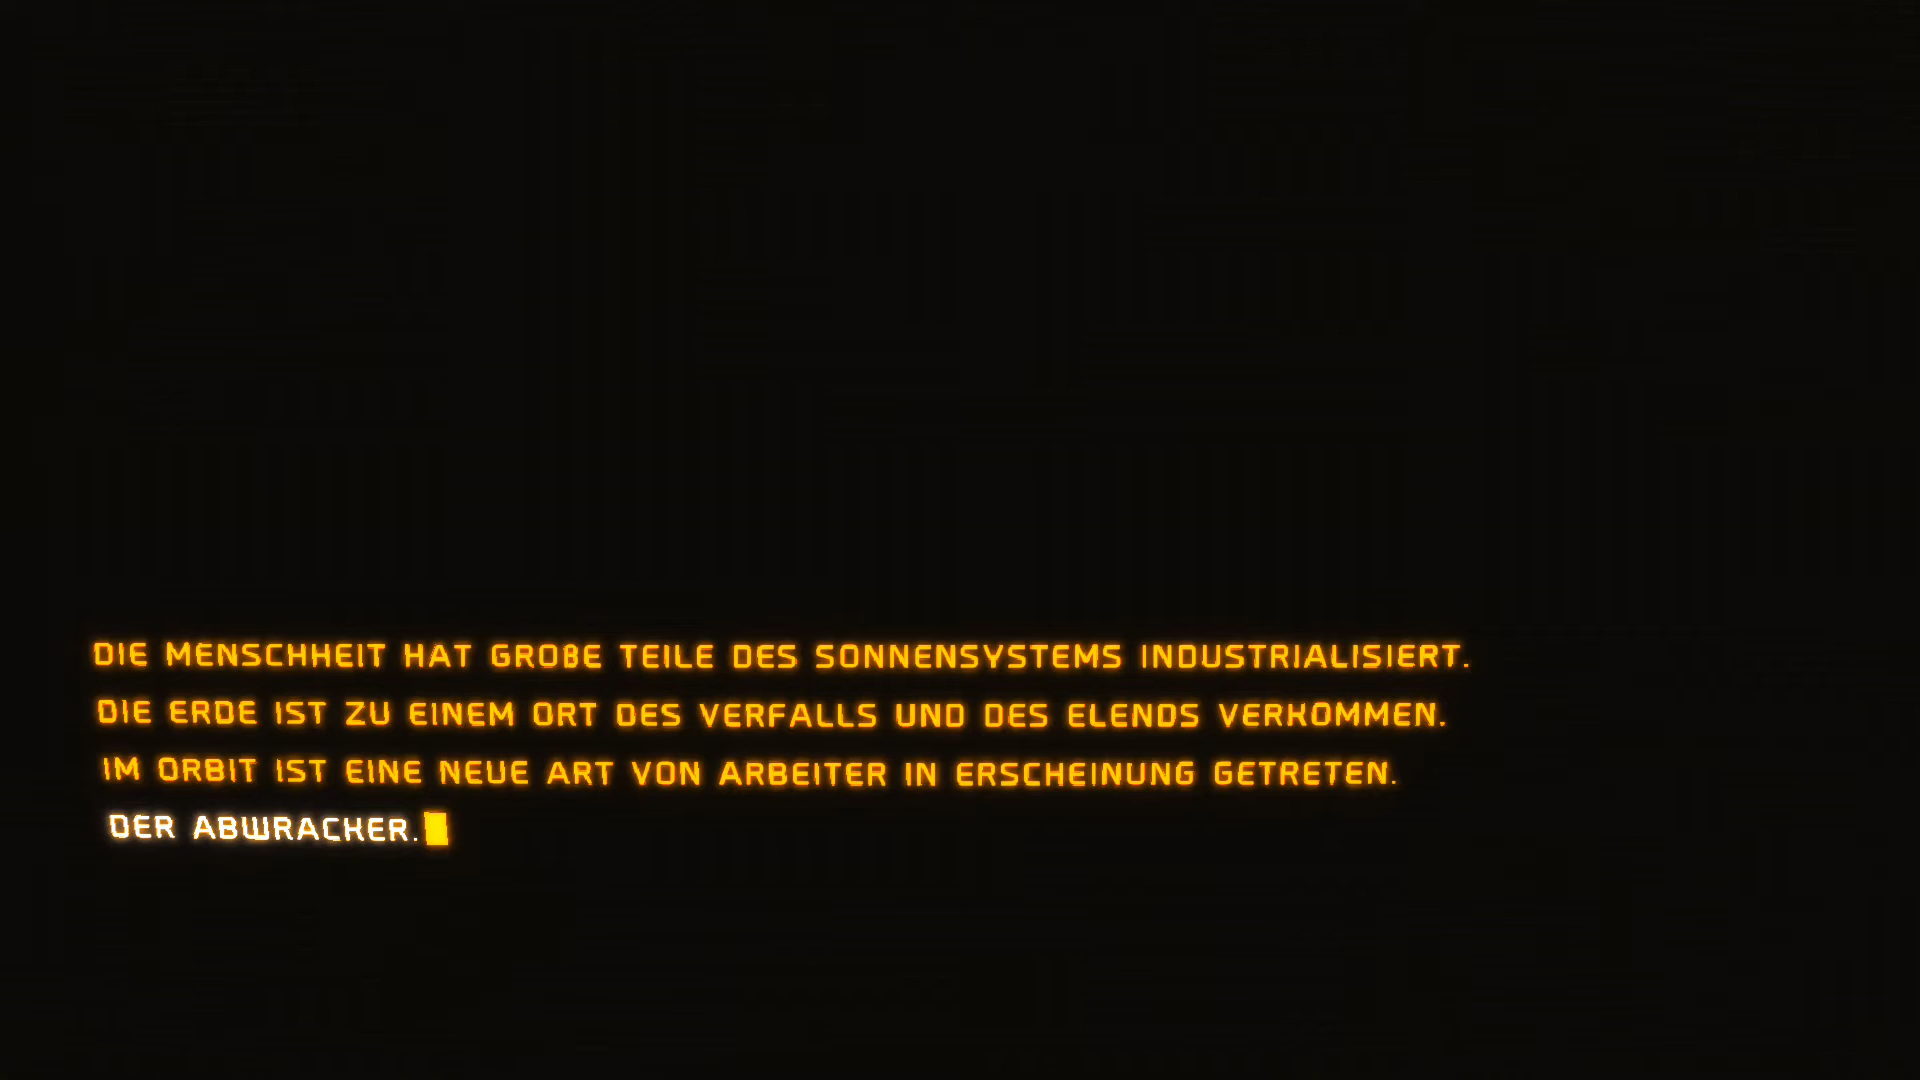 DIE MENSCHHEIT HAT GROßE TEILE DES SONNENSYSTEMS INDUSTRIALISIERT.
DIE ERDE IST ZU EINEM ORT DES VERFALLS UND DES ELENDS VERKOMMEN.
IM ORBIT IST EINE NEUE ART VON ARBEITER IN ERSCHEINUNG GETRETEN.
DER ABWRACKER.